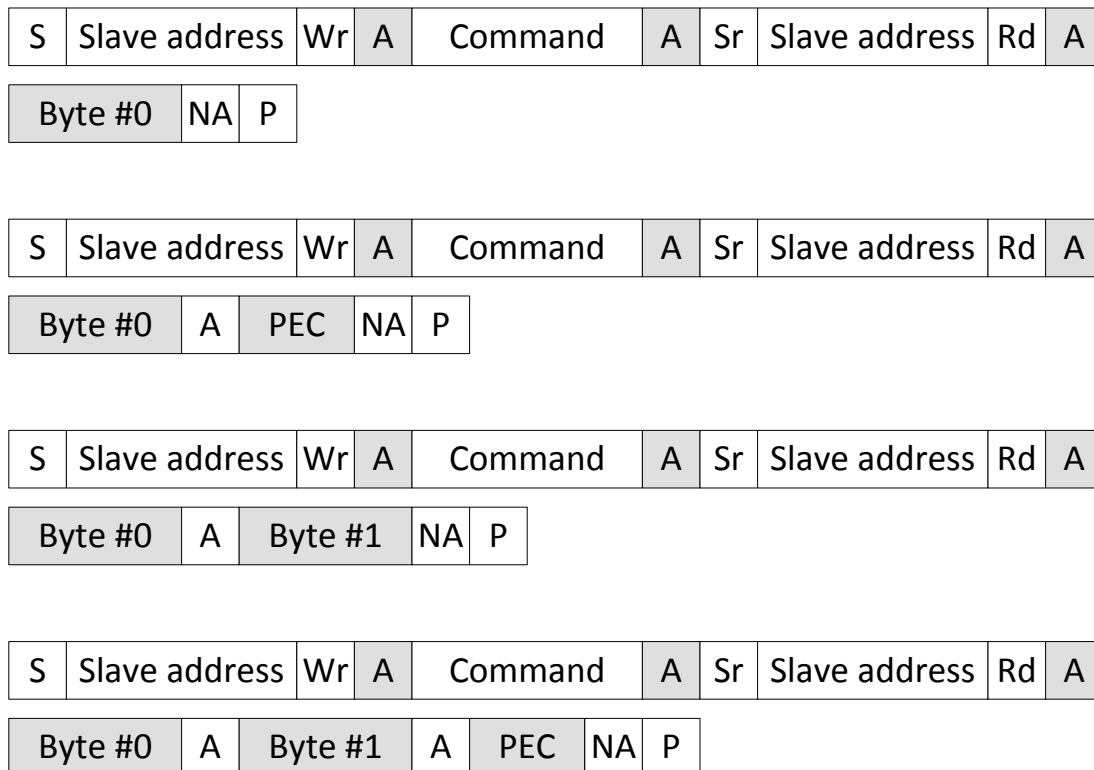 S Slave address Wr A Command A Sr Slave address Rd A
Byte #0 NA P
S Slave address Wr A Command A Sr Slave address Rd A
Byte #0 A PEC NA P
S Slave address Wr A Command A Sr Slave address Rd A
Byte #0 A Byte #1 NA P
S Slave address Wr A Command A Sr Slave address Rd A
Byte #0 A Byte #1 A PEC NA P